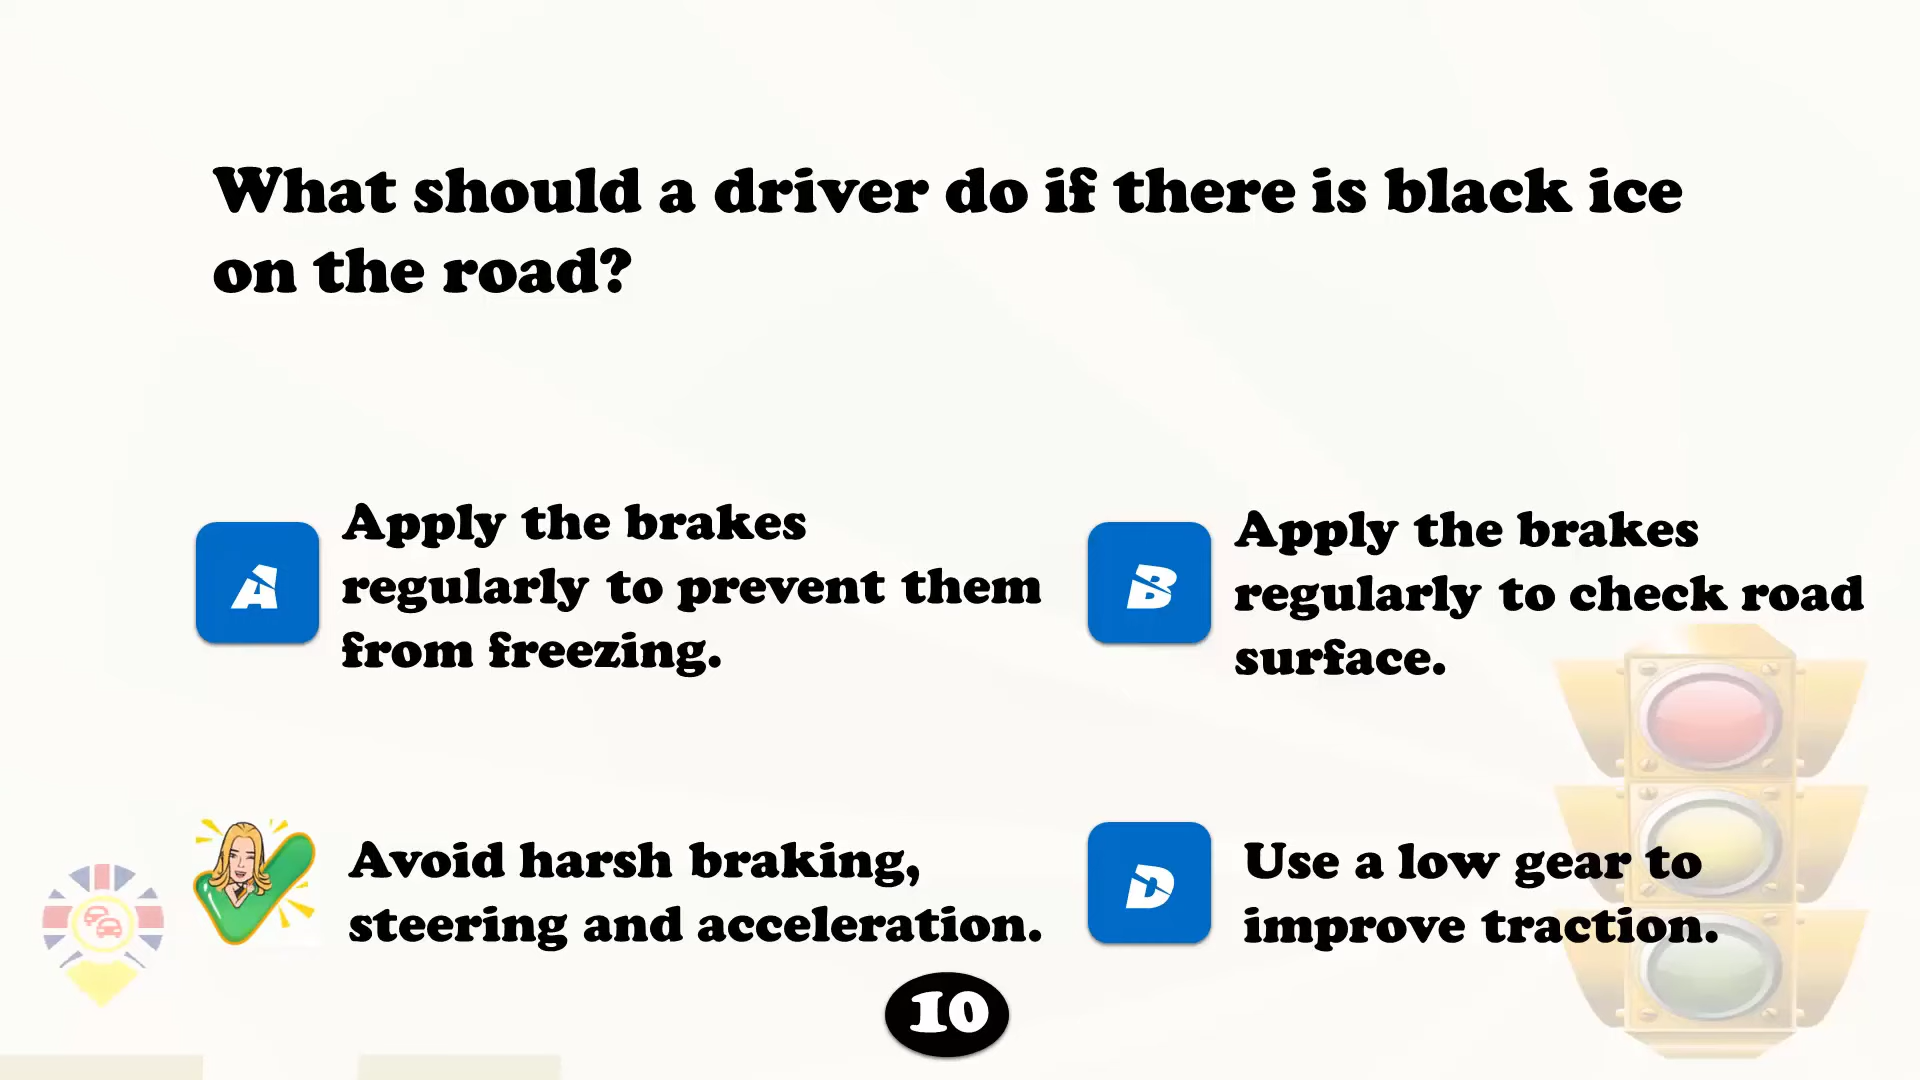 What should a driver do if there is black ice
on the road?
A
Apply the brakes
regularly to prevent them
from freezing.
B
Apply the brakes
regularly to check road
surface.
Avoid harsh braking,
steering and acceleration.
D
Use a low gear to
improve traction.
10